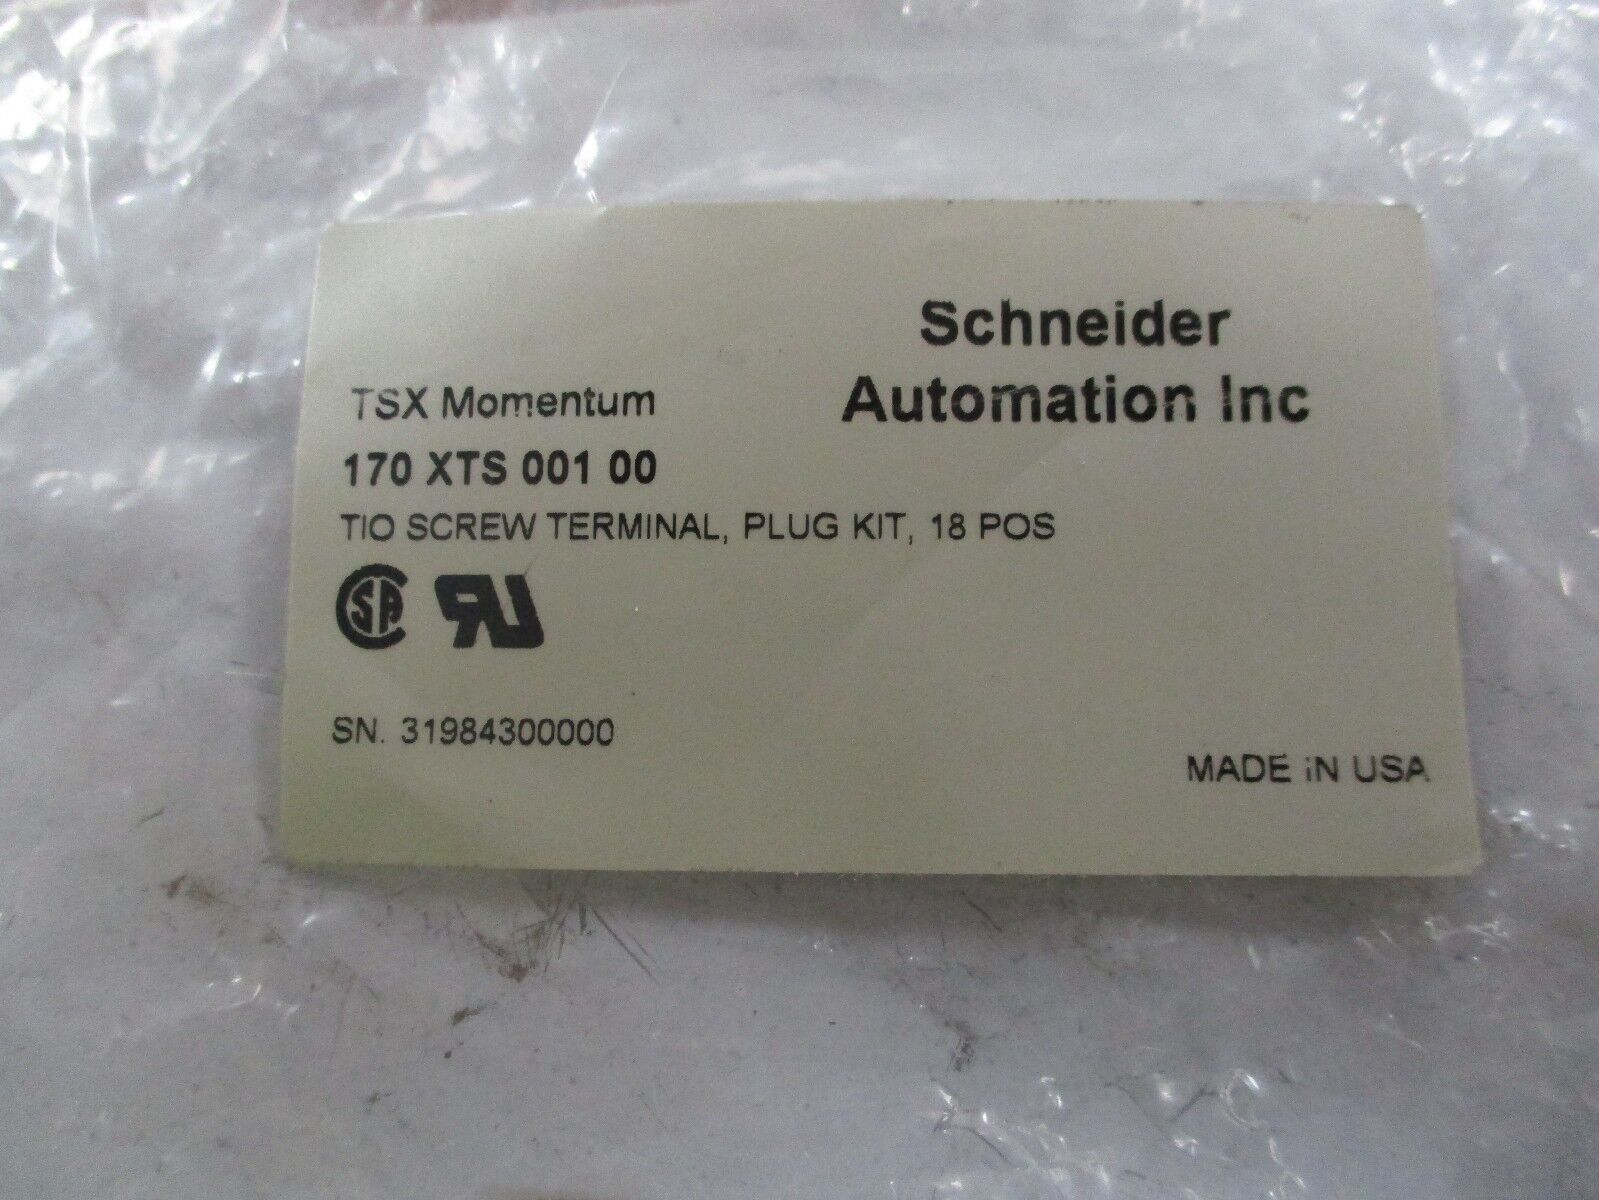 Schneider
Automation Inc
TSX Momentum
170 XTS 001 00
TIO SCREW TERMINAL, PLUG KIT, 18 POS
SN. 31984300000
MADE iN USA